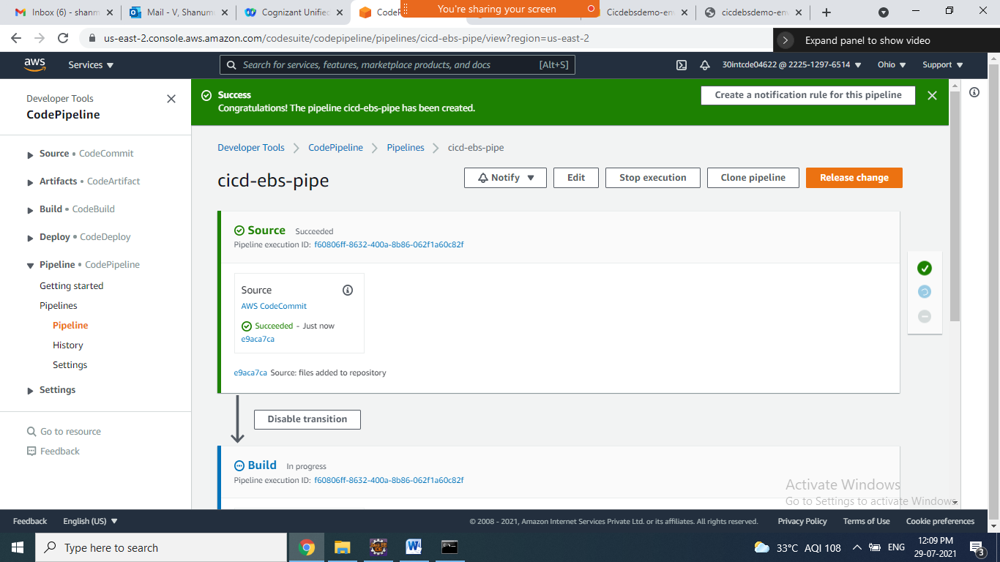 Inbox (6) - shanm
Mail - V, Shanumu
Cognizant Unified
CodeP
You're sharing your screen
Cicdebsdemo-env
cicdebsdemo-env
us-east-2.console.aws.amazon.com/codesuite/codepipeline/pipelines/cicd-ebs-pipe/view?region=us-east-2
Expand panel to show video
aws
Services
Search for services, features, marketplace products, and docs
[Alt+S]
30intcde04622 @ 2225-1297-6514
Ohio
Support
Developer Tools
CodePipeline
Success
Congratulations! The pipeline cicd-ebs-pipe has been created.
Create a notification rule for this pipeline
Source • CodeCommit
Artifacts • CodeArtifact
Build • CodeBuild
Deploy • CodeDeploy
Pipeline • CodePipeline
Getting started
Pipelines
Pipeline
History
Settings
Settings
Go to resource
Feedback
Developer Tools > CodePipeline > Pipelines > cicd-ebs-pipe
cicd-ebs-pipe
Notify
Edit
Stop execution
Clone pipeline
Release change
Source Succeeded
Pipeline execution ID: f60806ff-8632-400a-8b86-062f1a60c82f
Source
AWS CodeCommit
Succeeded - Just now
e9aca7ca
e9aca7ca Source: files added to repository
Disable transition
Build In progress
Pipeline execution ID: f60806ff-8632-400a-8b86-062f1a60c82f
Activate Windows
Go to Settings to activate Windows.
Feedback
English (US)
© 2008 - 2021, Amazon Internet Services Private Ltd. or its affiliates. All rights reserved.
Privacy Policy
Terms of Use
Cookie preferences
Type here to search
33°C AQI 108
ENG
12:09 PM
29-07-2021
3